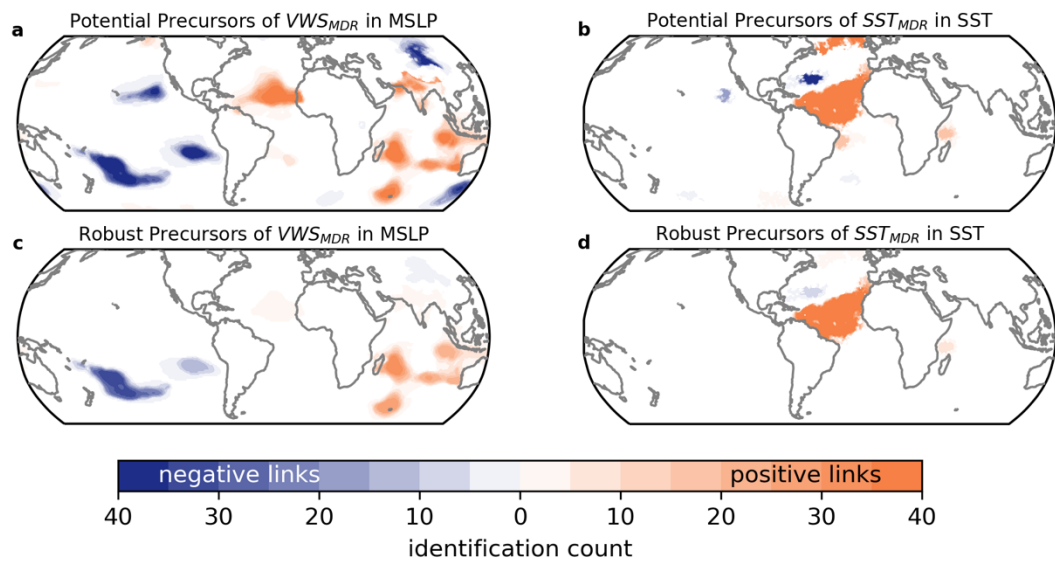 a Potential Precursors of VWS_MDR in MSLP
b Potential Precursors of SST_MDR in SST
c Robust Precursors of VWS_MDR in MSLP
d Robust Precursors of SST_MDR in SST
negative links positive links
40 30 20 10 0 10 20 30 40
identification count